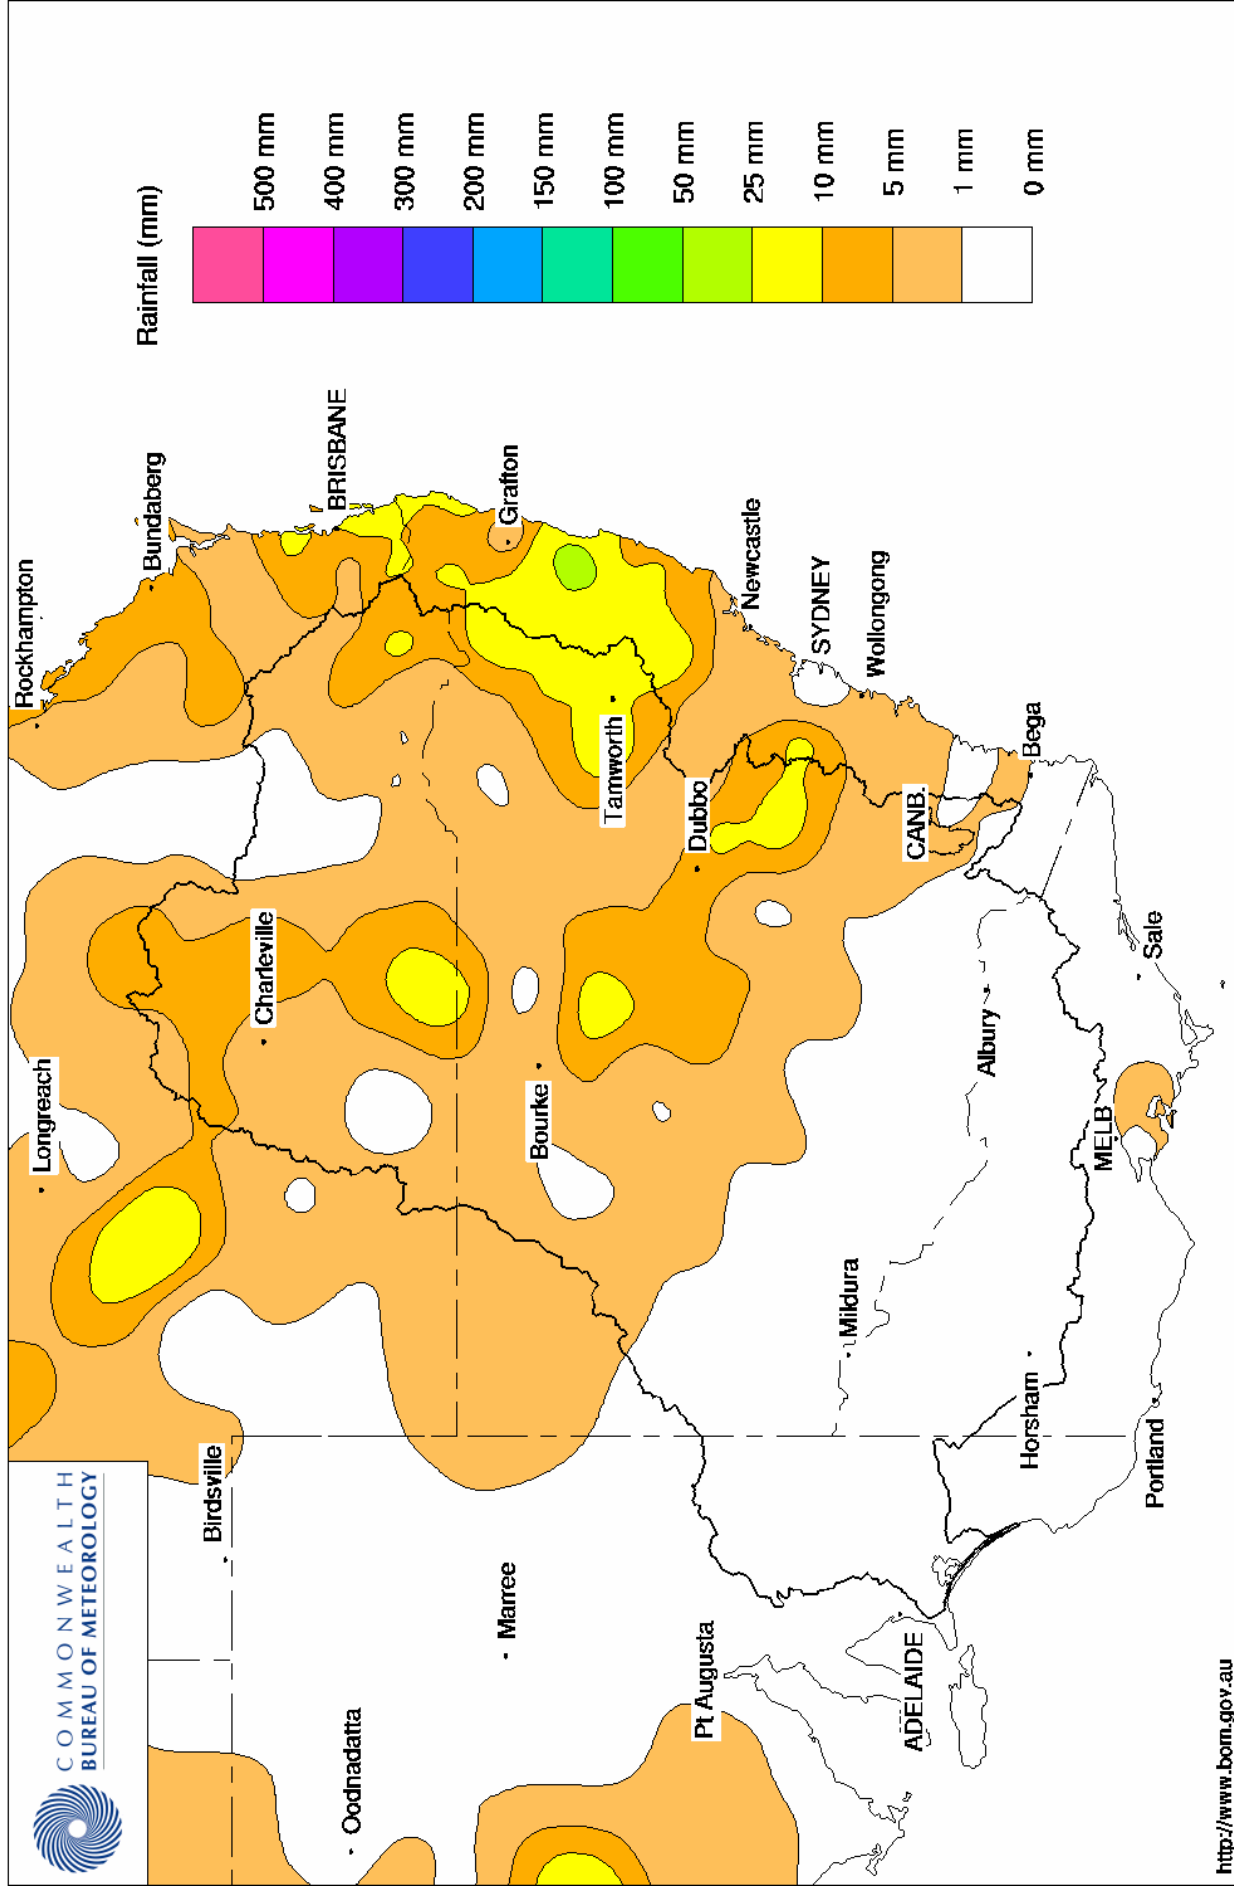 COMMONWEALTH
BUREAU OF METEOROLOGY
Rainfall (mm)
500 mm
400 mm
300 mm
200 mm
150 mm
100 mm
50 mm
25 mm
10 mm
5 mm
1 mm
0 mm
Longreach
Rockhampton
Bundaberg
Birdsville
Charleville
BRISBANE
Oodnadatta
Marree
Bourke
Grafton
Tamworth
Pt Augusta
Dubbo
Newcastle
SYDNEY
Mildura
Wollongong
ADELAIDE
CANB.
Albury
Horsham
Bega
MELB
Portland
Sale
http://www.bom.gov.au